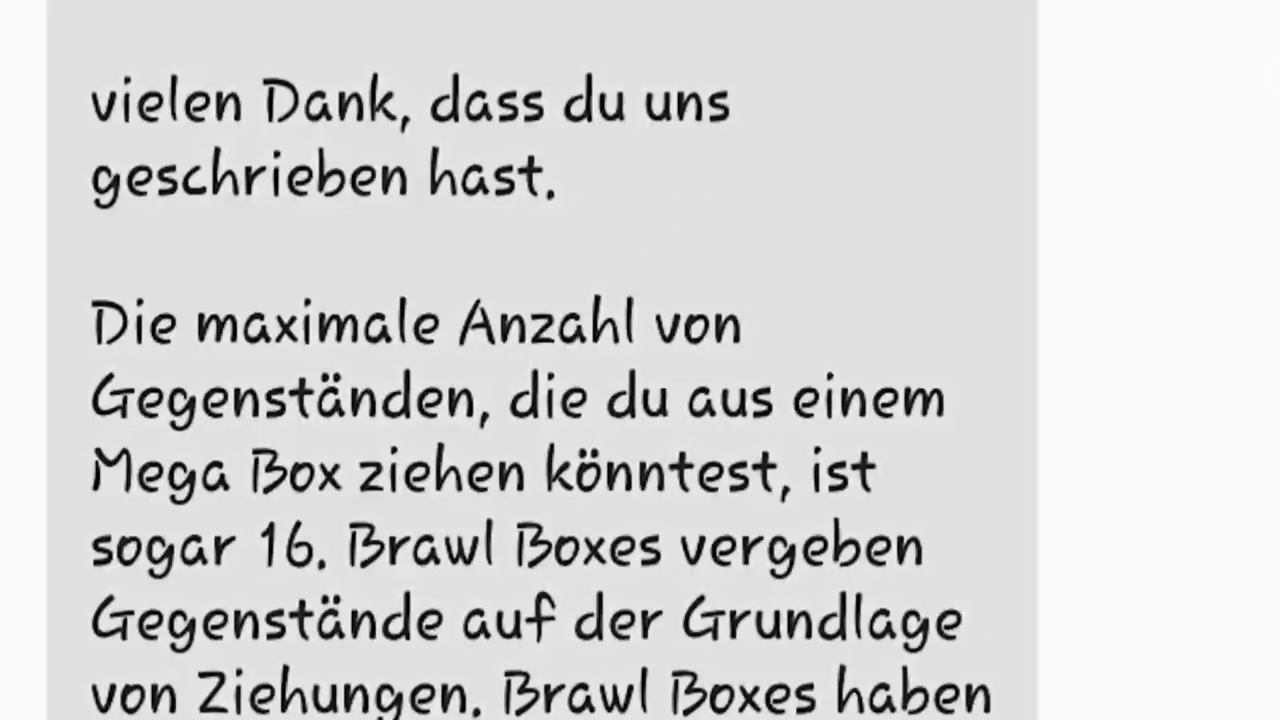 vielen Dank, dass du uns
geschrieben hast.
Die maximale Anzahl von
Gegenständen, die du aus einem
Mega Box ziehen könntest, ist
sogar 16. Brawl Boxes vergeben
Gegenstände auf der Grundlage
von Ziehungen. Brawl Boxes haben